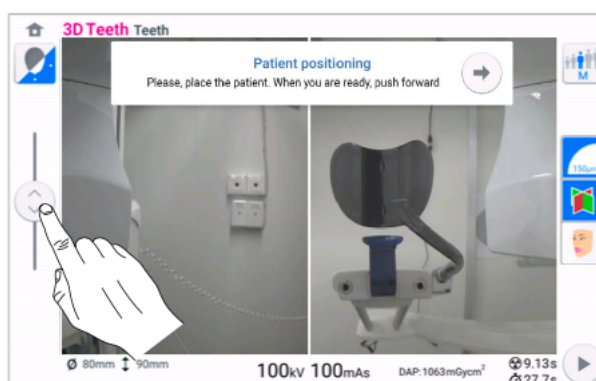 3D Teeth Teeth
Patient positioning
Please, place the patient. When you are ready, push forward
M
150µm
Ø 80mm ↕ 90mm
100kV 100mAs
DAP:1063mGycm²
9.13s
27.7s